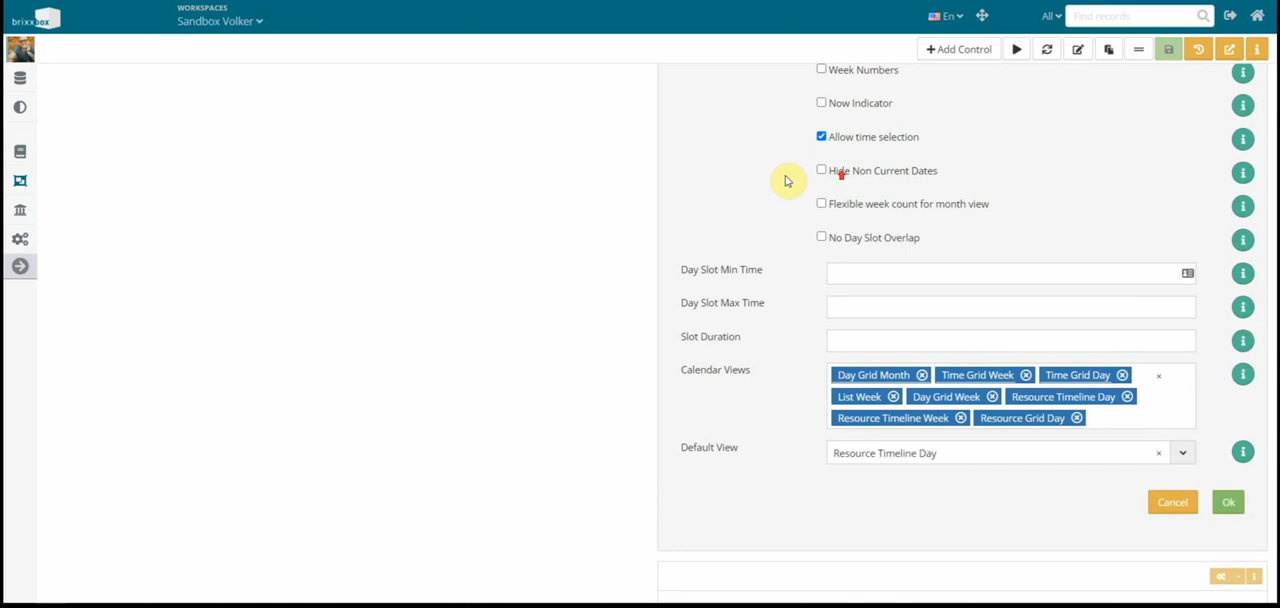 brixxbox
WORKSPACES
Sandbox Volker
En
All
Find records
+ Add Control
Week Numbers
Now Indicator
Allow time selection
Hide Non Current Dates
Flexible week count for month view
No Day Slot Overlap
Day Slot Min Time
Day Slot Max Time
Slot Duration
Calendar Views
Day Grid Month
Time Grid Week
Time Grid Day
×
List Week
Day Grid Week
Resource Timeline Day
Resource Timeline Week
Resource Grid Day
Default View
Resource Timeline Day
×
Cancel
Ok